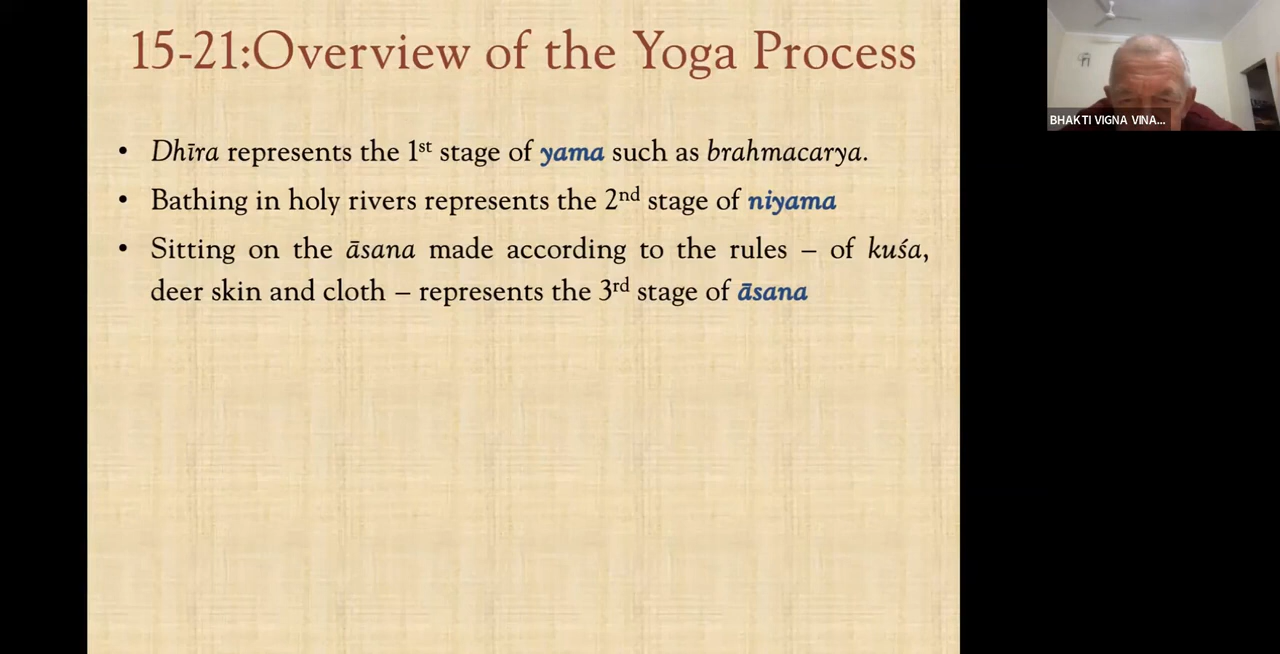 15-21:Overview of the Yoga Process
BHAKTI VIGNA VINA...
• Dhīra represents the 1st stage of yama such as brahmacarya.
• Bathing in holy rivers represents the 2nd stage of niyama
• Sitting on the āsana made according to the rules – of kuśa,
deer skin and cloth – represents the 3rd stage of āsana